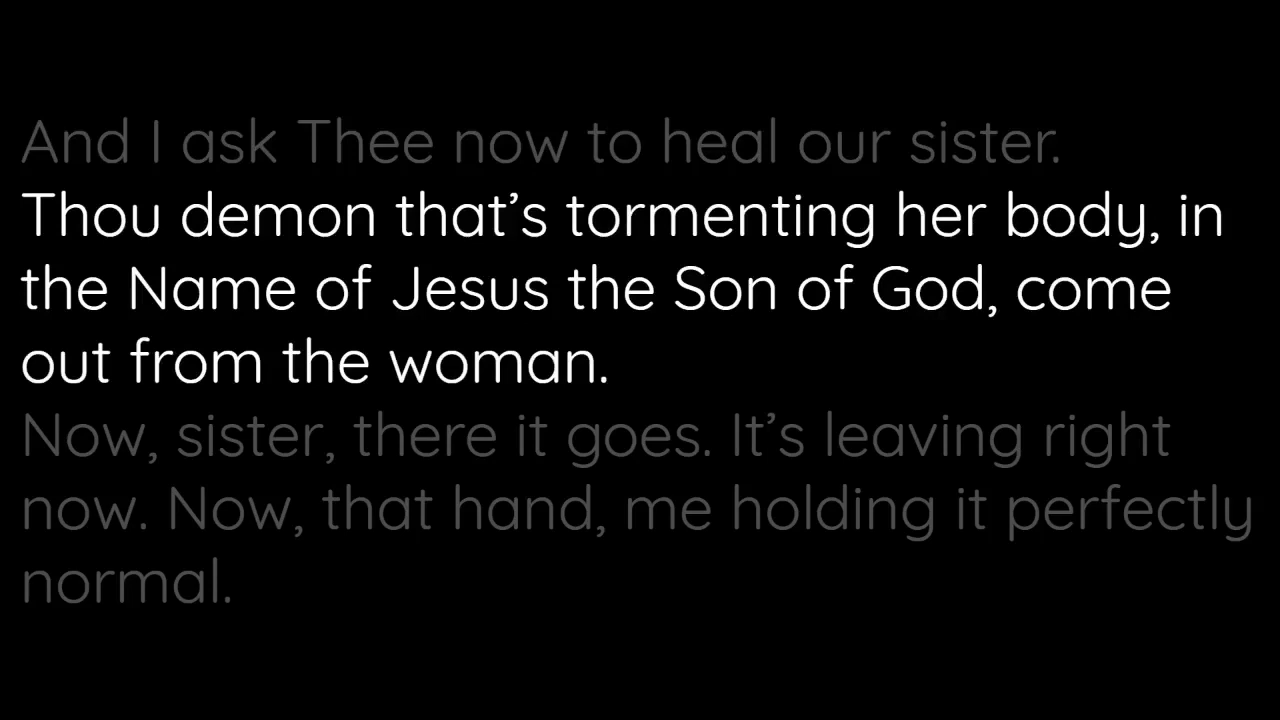 And I ask Thee now to heal our sister.
Thou demon that’s tormenting her body, in
the Name of Jesus the Son of God, come
out from the woman.
Now, sister, there it goes. It’s leaving right
now. Now, that hand, me holding it perfectly
normal.